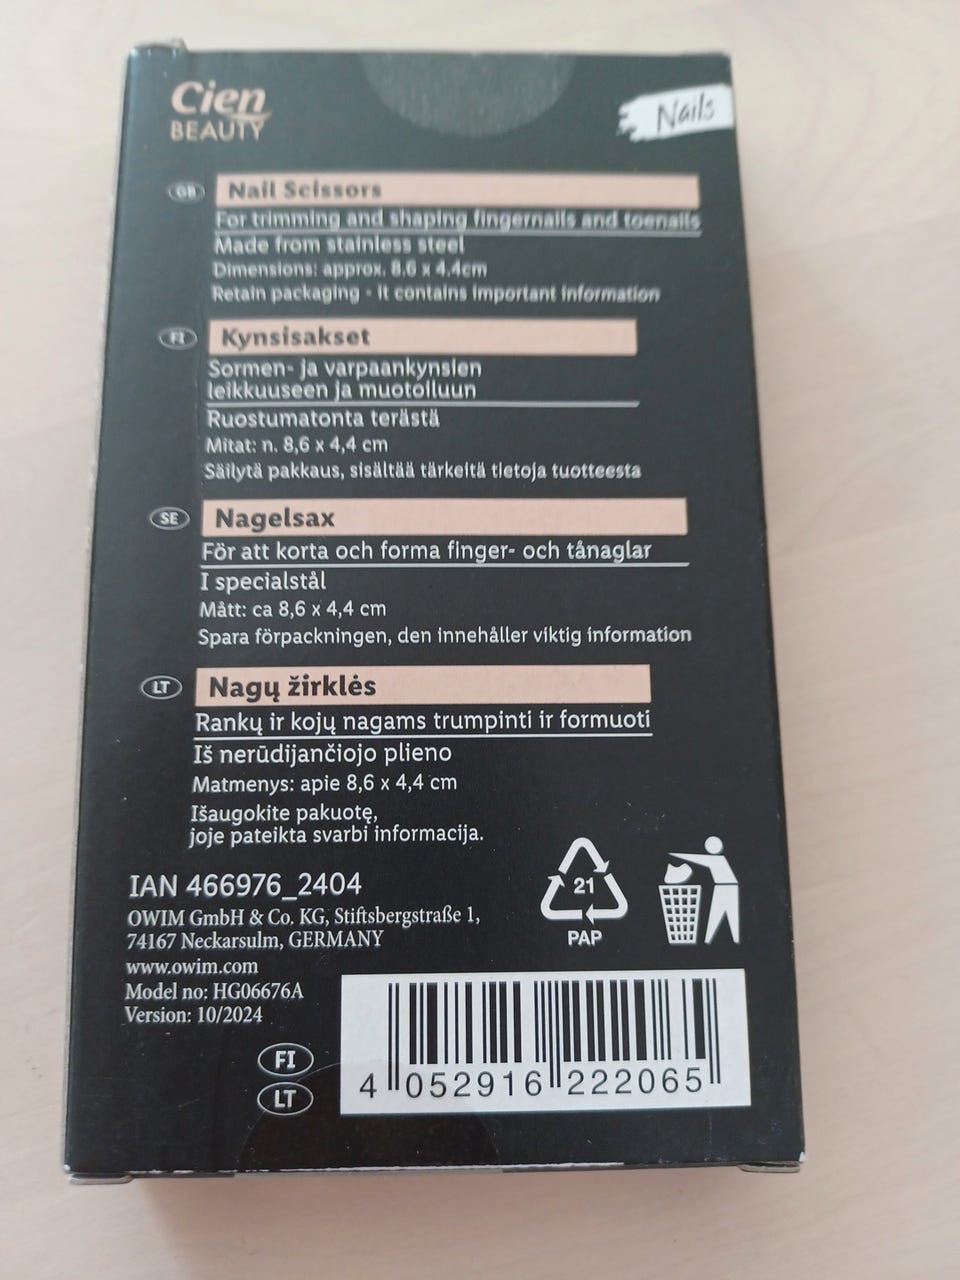 Cien
BEAUTY
Nails
GB
Nail Scissors
For trimming and shaping fingernails and toenails
Made from stainless steel
Dimensions: approx. 8.6 x 4.4cm
Retain packaging - it contains important information
FI
Kynsisakset
Sormen- ja varpaankynsien
leikkuuseen ja muotoiluun
Ruostumatonta terästä
Mitat: n. 8,6 x 4,4 cm
Säilytä pakkaus, sisältää tärkeitä tietoja tuotteesta
SE
Nagelsax
För att korta och forma finger- och tånaglar
I specialstål
Mått: ca 8,6 x 4,4 cm
Spara förpackningen, den innehåller viktig information
LT
Nagų žirklės
Rankų ir kojų nagams trumpinti ir formuoti
Iš nerūdijančiojo plieno
Matmenys: apie 8,6 x 4,4 cm
Išaugokite pakuotę,
joje pateikta svarbi informacija.
IAN 466976_2404
OWIM GmbH & Co. KG, Stiftsbergstraße 1,
74167 Neckarsulm, GERMANY
www.owim.com
Model no: HG06676A
Version: 10/2024
21
PAP
FI
LT
4 052916 222065